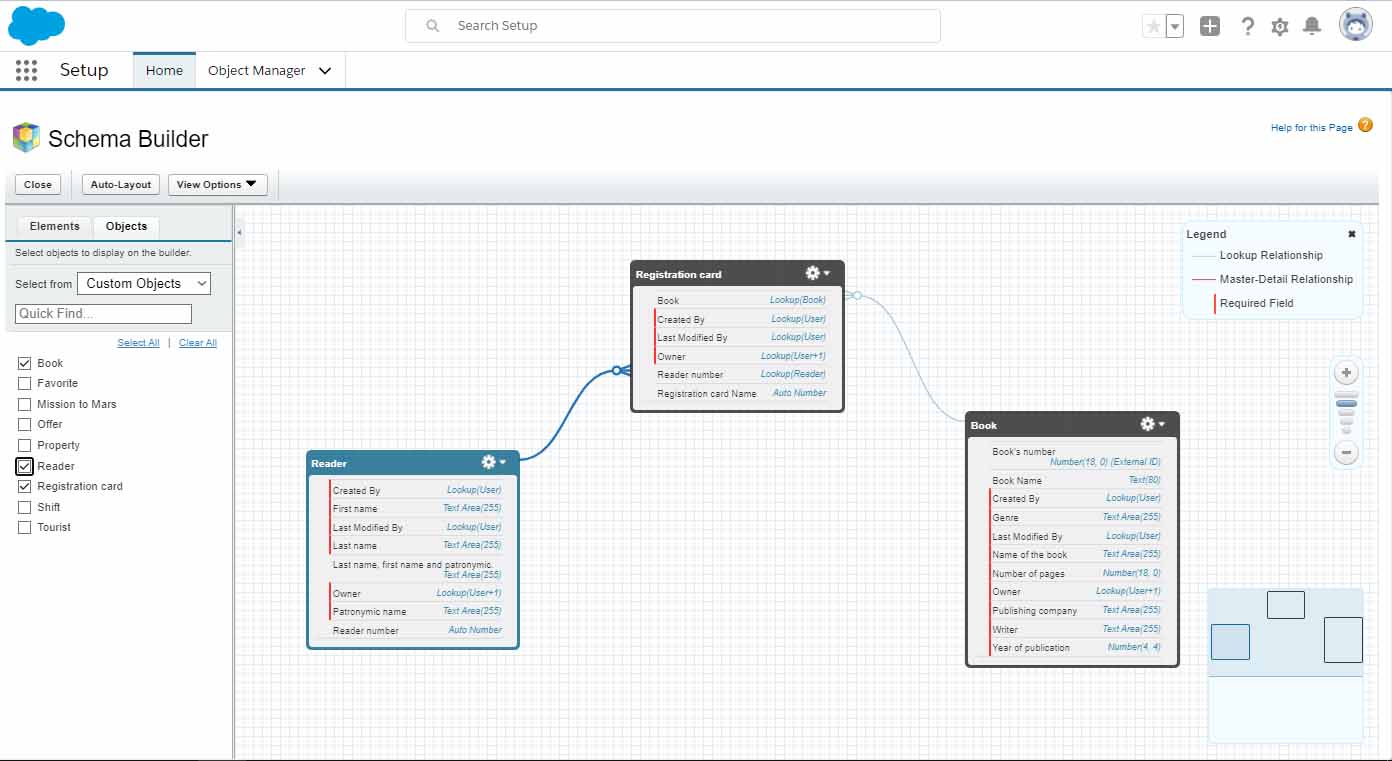 Search Setup
Setup
Home
Object Manager
Schema Builder
Help for this Page ?
Close
Auto-Layout
View Options
Elements
Objects
Select objects to display on the builder.
Select from Custom Objects
Quick Find...
Select All | Clear All
Book
Favorite
Mission to Mars
Offer
Property
Reader
Registration card
Shift
Tourist
Registration card
Book Lookup(Book)
Created By Lookup(User)
Last Modified By Lookup(User)
Owner Lookup(User+1)
Reader number Lookup(Reader)
Registration card Name Auto Number
Reader
Created By Lookup(User)
First name Text Area(255)
Last Modified By Lookup(User)
Last name Text Area(255)
Last name, first name and patronymic.
Text Area(255)
Owner Lookup(User+1)
Patronymic name Text Area(255)
Reader number Auto Number
Book
Book's number
Number(18, 0) (External ID)
Book Name Text(80)
Created By Lookup(User)
Genre Text Area(255)
Last Modified By Lookup(User)
Name of the book Text Area(255)
Number of pages Number(18, 0)
Owner Lookup(User+1)
Publishing company Text Area(255)
Writer Text Area(255)
Year of publication Number(4, 4)
Legend
Lookup Relationship
Master-Detail Relationship
Required Field